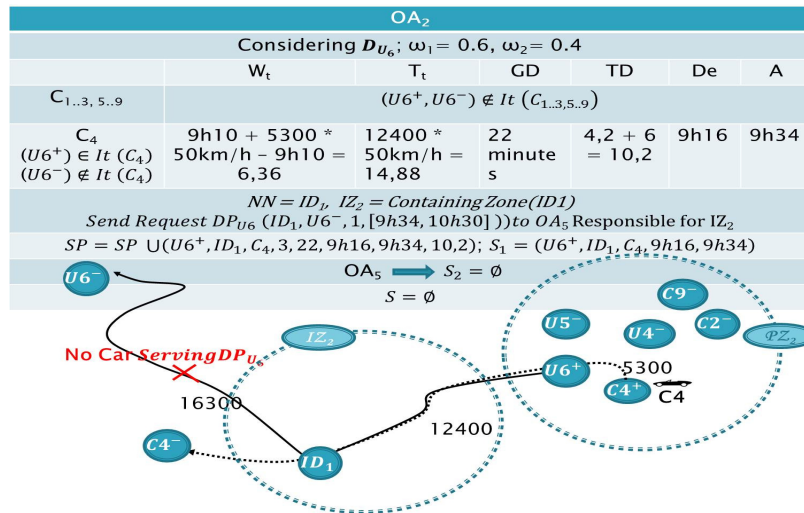 OA₂
Considering D_U₆; ω₁= 0.6, ω₂= 0.4
Wₜ Tₜ GD TD De A
C₁..₃, ₅..₉ (U6⁺, U6⁻) ∉ It (C₁..₃,₅..₉)
C₄ 9h10 + 5300 * 12400 * 22 4,2 + 6 9h16 9h34
(U6⁺) ∈ It (C₄) 50km/h – 9h10 = 50km/h = minute = 10,2
(U6⁻) ∉ It (C₄) 6,36 14,88 s
NN = ID₁, IZ₂ = Containing Zone(ID1)
Send Request DP_U6 (ID₁, U6⁻, 1, [9h34, 10h30] ))to OA₅ Responsible for IZ₂
SP = SP ∪(U6⁺, ID₁, C₄, 3, 22, 9h16, 9h34, 10,2); S₁ = (U6⁺, ID₁, C₄, 9h16, 9h34)
OA₅ → S₂ = ∅
S = ∅
U6⁻
C9⁻
U5⁻
U4⁻
C2⁻
IZ₂
PZ₂
No Car ServingDP_U
U6⁺
5300
C4⁺
C4
16300
12400
C4⁻
ID₁